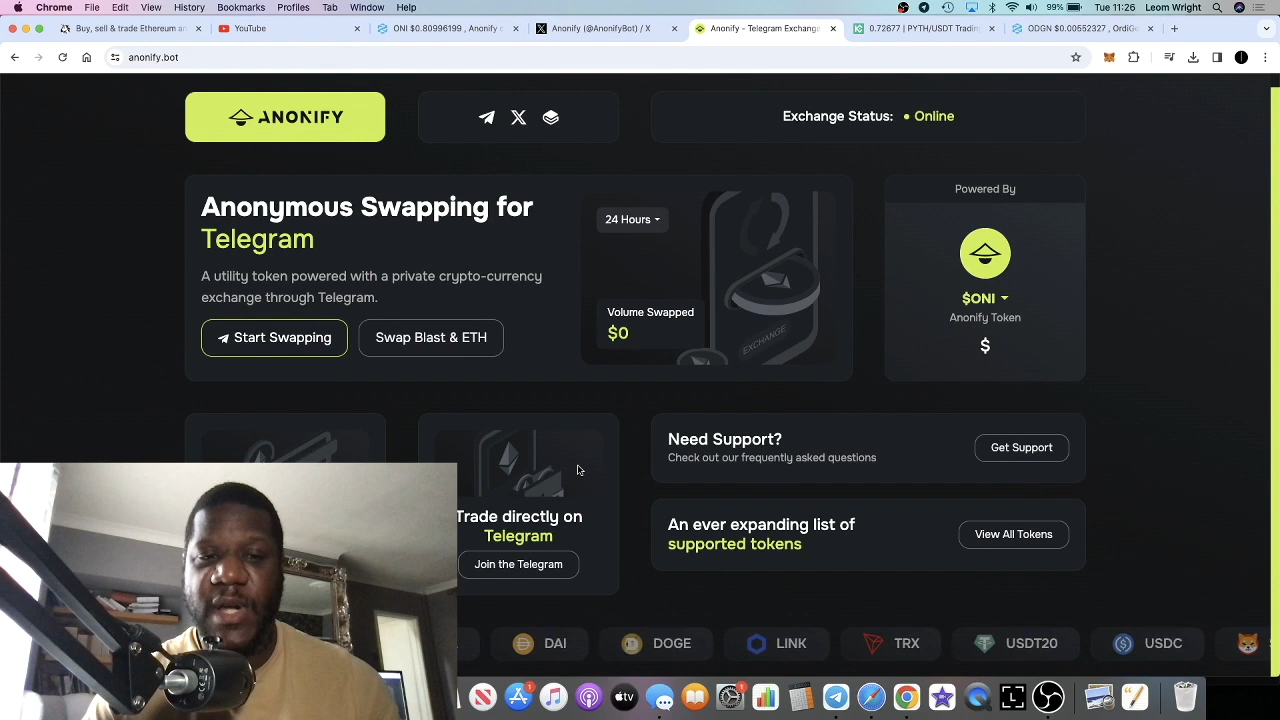 Chrome File Edit View History Bookmarks Profiles Tab Window Help
99% Tue 11:26 Leom Wright
Buy, sell & trade Ethereum an
YouTube
ONI $0.80996199 , Anonify c
Anonify (@AnonifyBot) / X
Anonify - Telegram Exchang
0.72677 | PYTH/USDT Tradin
ODGN $0.00552327 , OrdiGe
anonify.bot
ANONIFY
Exchange Status: • Online
Anonymous Swapping for
Telegram
A utility token powered with a private crypto-currency
exchange through Telegram.
Start Swapping
Swap Blast & ETH
24 Hours
Volume Swapped
$0
EXCHANGE
Powered By
$ONI
Anonify Token
$
Trade directly on
Telegram
Join the Telegram
Need Support?
Check out our frequently asked questions
Get Support
An ever expanding list of
supported tokens
View All Tokens
DAI
DOGE
LINK
TRX
USDT20
USDC